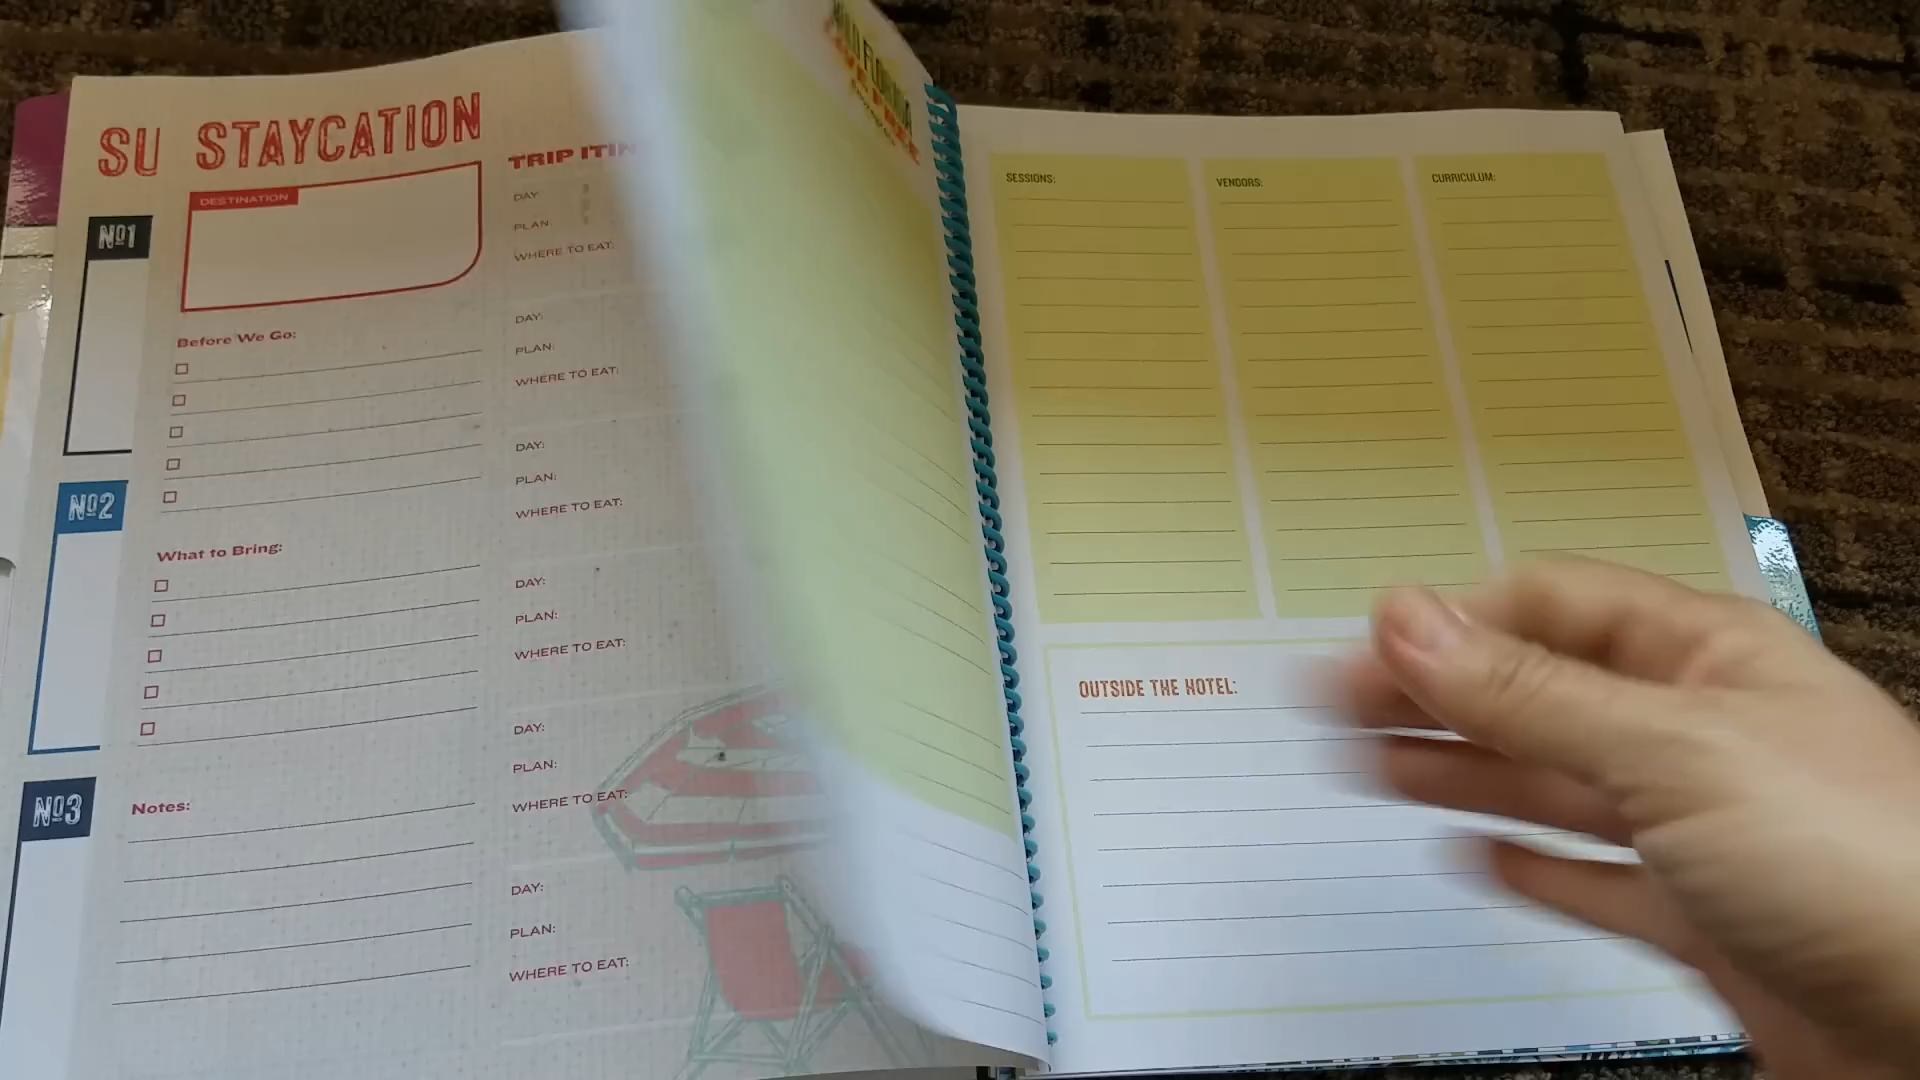 SU
Nº1
Nº2
Nº3
STAYCATION
DESTINATION
Before We Go:
What to Bring:
Notes:
TRIP ITIN
DAY:
PLAN:
WHERE TO EAT:
DAY:
PLAN:
WHERE TO EAT:
DAY:
PLAN:
WHERE TO EAT:
DAY:
PLAN:
WHERE TO EAT:
DAY:
PLAN:
WHERE TO EAT:
DAY:
PLAN:
WHERE TO EAT:
SESSIONS:
VENDORS:
CURRICULUM:
OUTSIDE THE HOTEL: